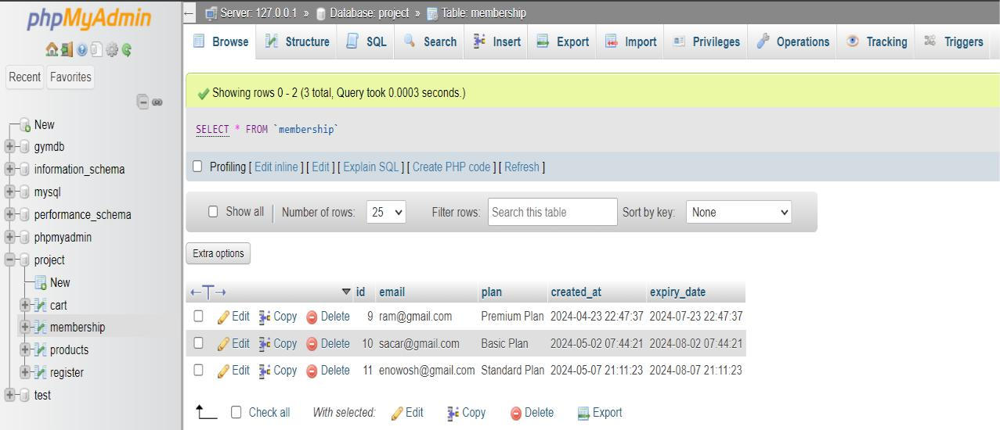 phpMyAdmin
Recent Favorites
New
gymdb
information_schema
mysql
performance_schema
phpmyadmin
project
New
cart
membership
products
register
test
Server: 127.0.0.1 » Database: project » Table: membership
Browse Structure SQL Search Insert Export Import Privileges Operations Tracking Triggers
Showing rows 0 - 2 (3 total, Query took 0.0003 seconds.)
SELECT * FROM `membership`
Profiling [ Edit inline ] [ Edit ] [ Explain SQL ] [ Create PHP code ] [ Refresh ]
Show all Number of rows: 25 Filter rows: Search this table Sort by key: None
Extra options
id email plan created_at expiry_date
Edit Copy Delete 9 ram@gmail.com Premium Plan 2024-04-23 22:47:37 2024-07-23 22:47:37
Edit Copy Delete 10 sacar@gmail.com Basic Plan 2024-05-02 07:44:21 2024-08-02 07:44:21
Edit Copy Delete 11 enowosh@gmail.com Standard Plan 2024-05-07 21:11:23 2024-08-07 21:11:23
Check all With selected: Edit Copy Delete Export